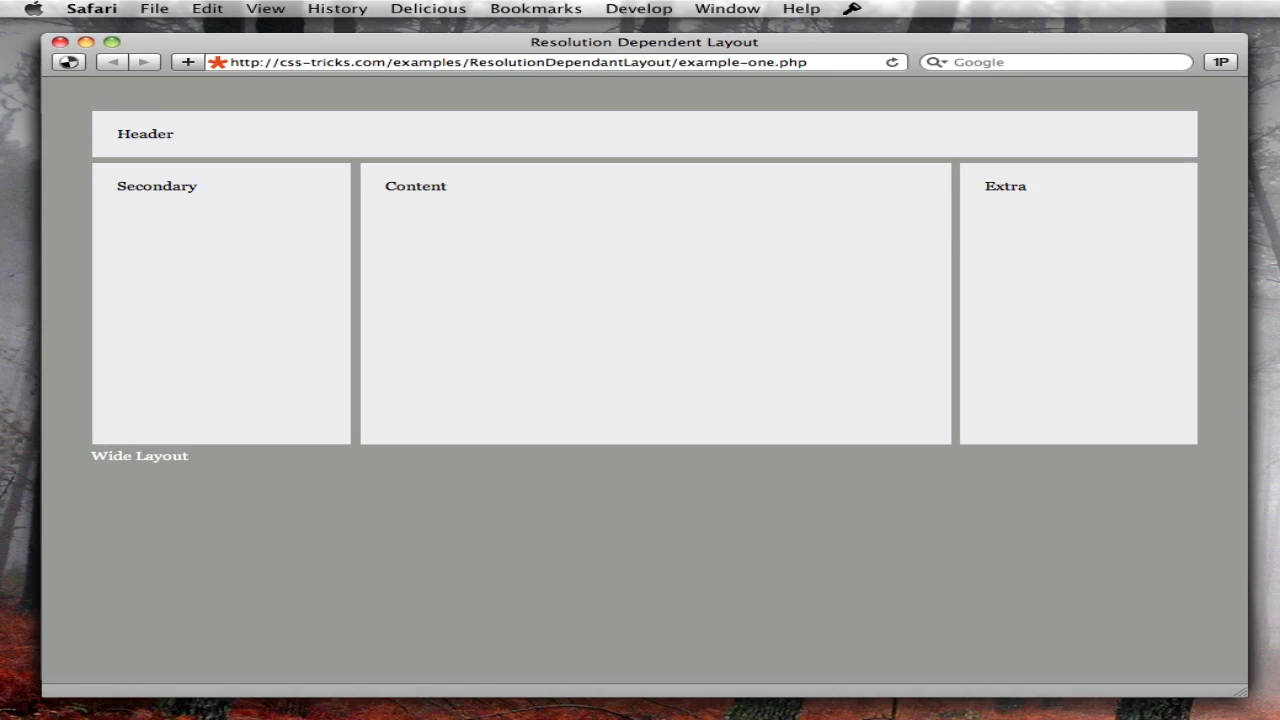 Safari File Edit View History Delicious Bookmarks Develop Window Help
Resolution Dependent Layout
http://css-tricks.com/examples/ResolutionDependantLayout/example-one.php
Google
1P
Header
Secondary
Content
Extra
Wide Layout